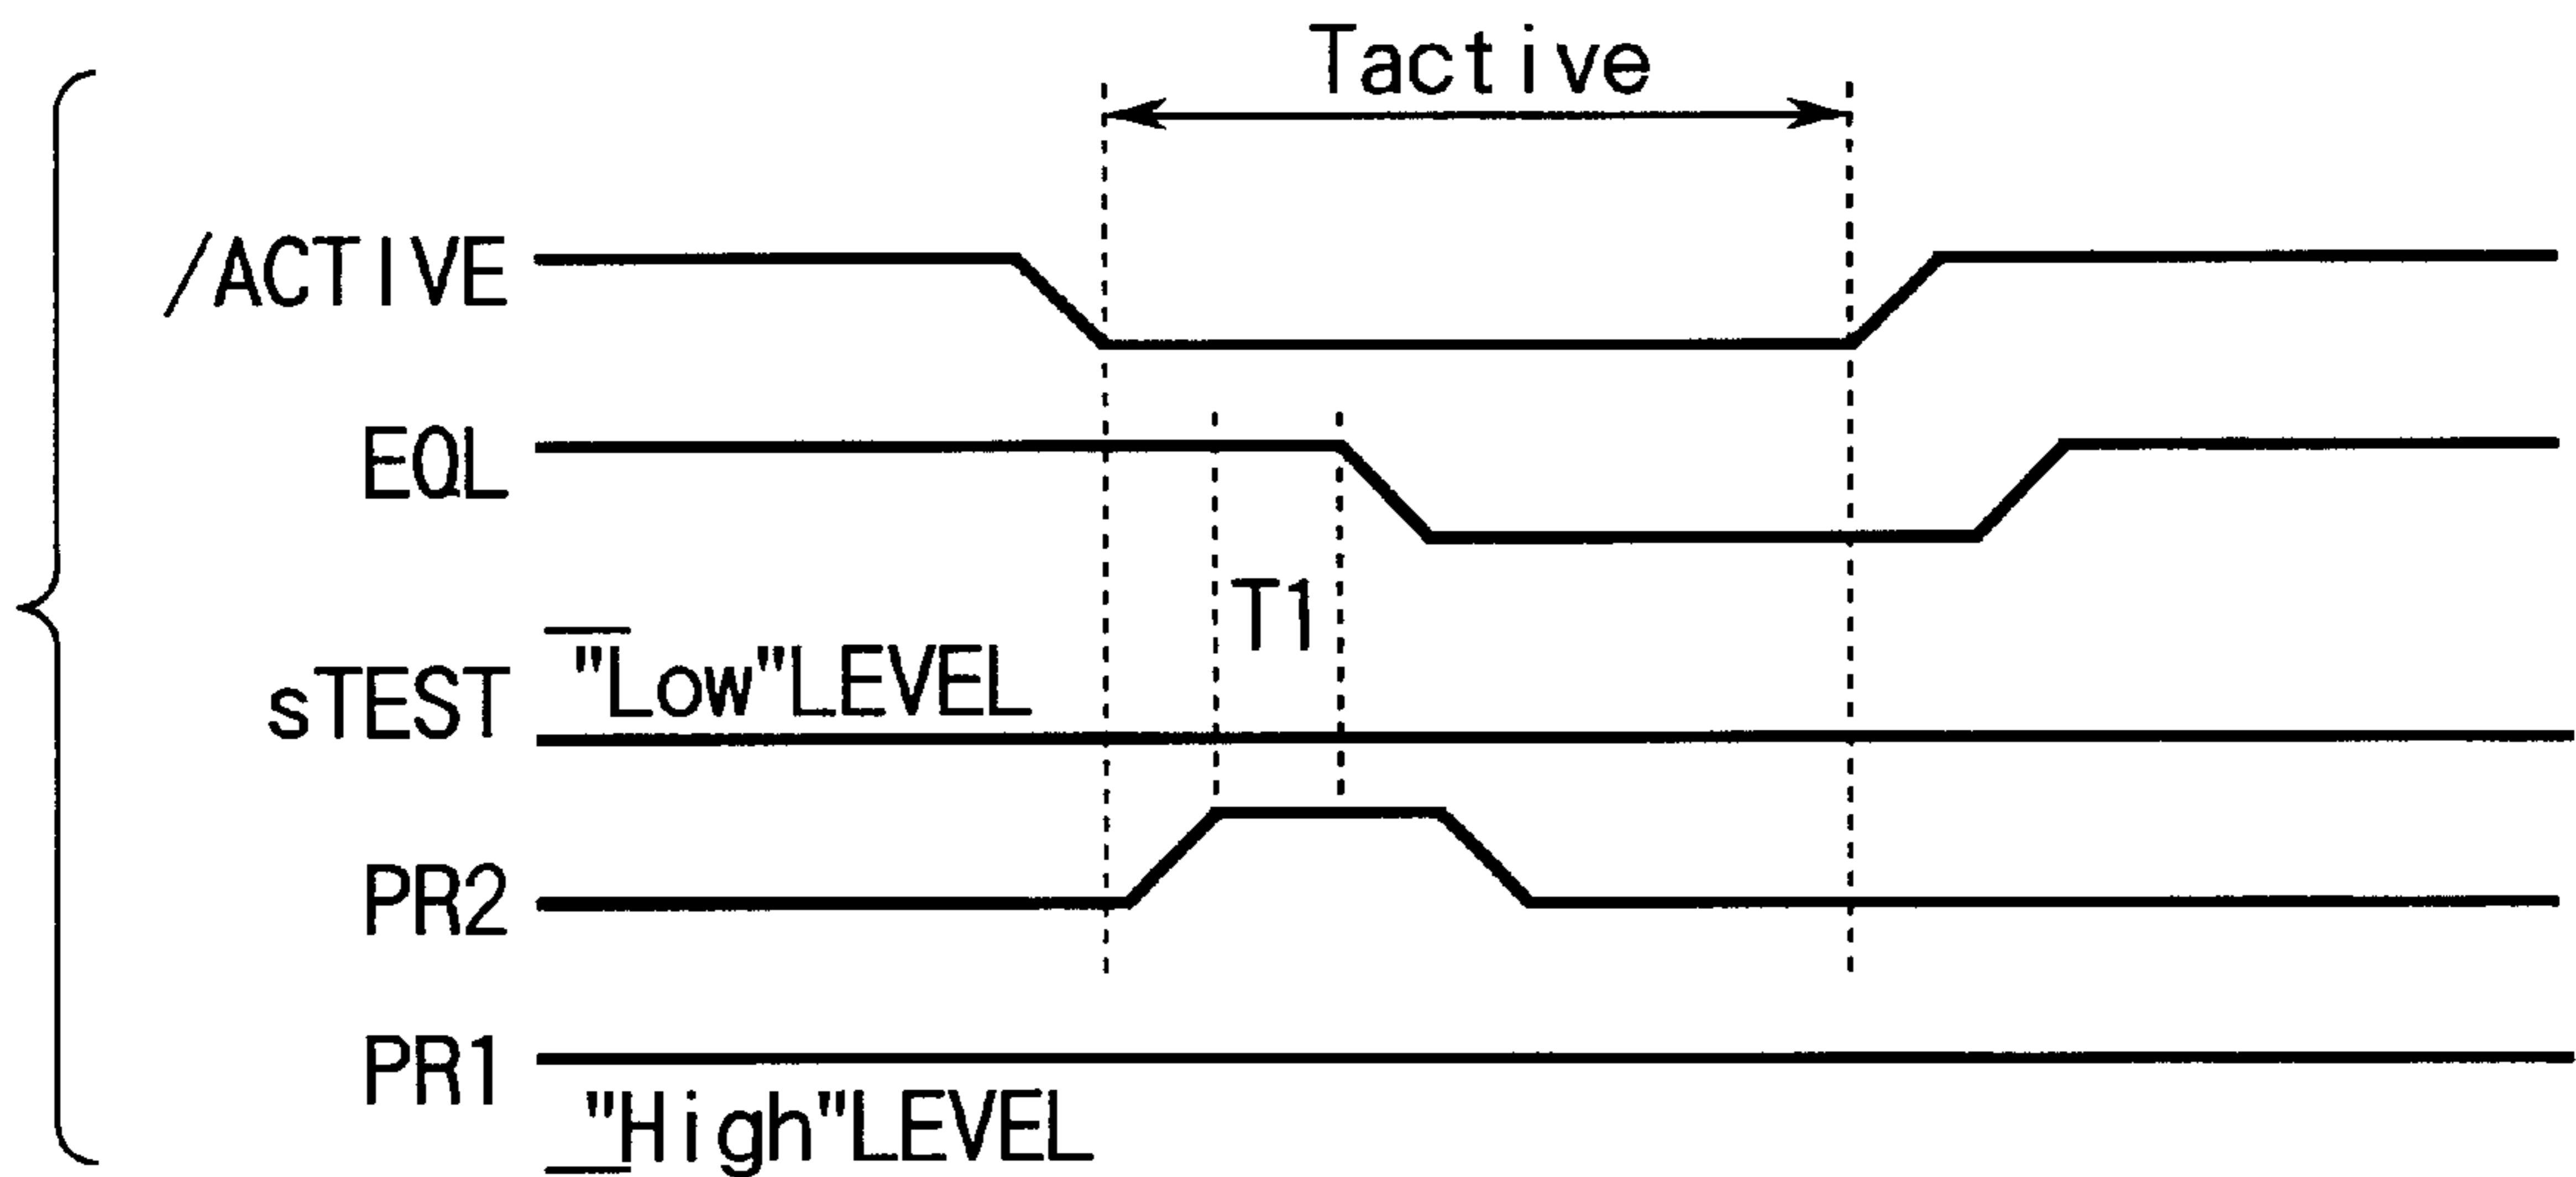 Tactive
/ACTIVE
EQL
T1
sTEST "Low"LEVEL
PR2
PR1
"High"LEVEL